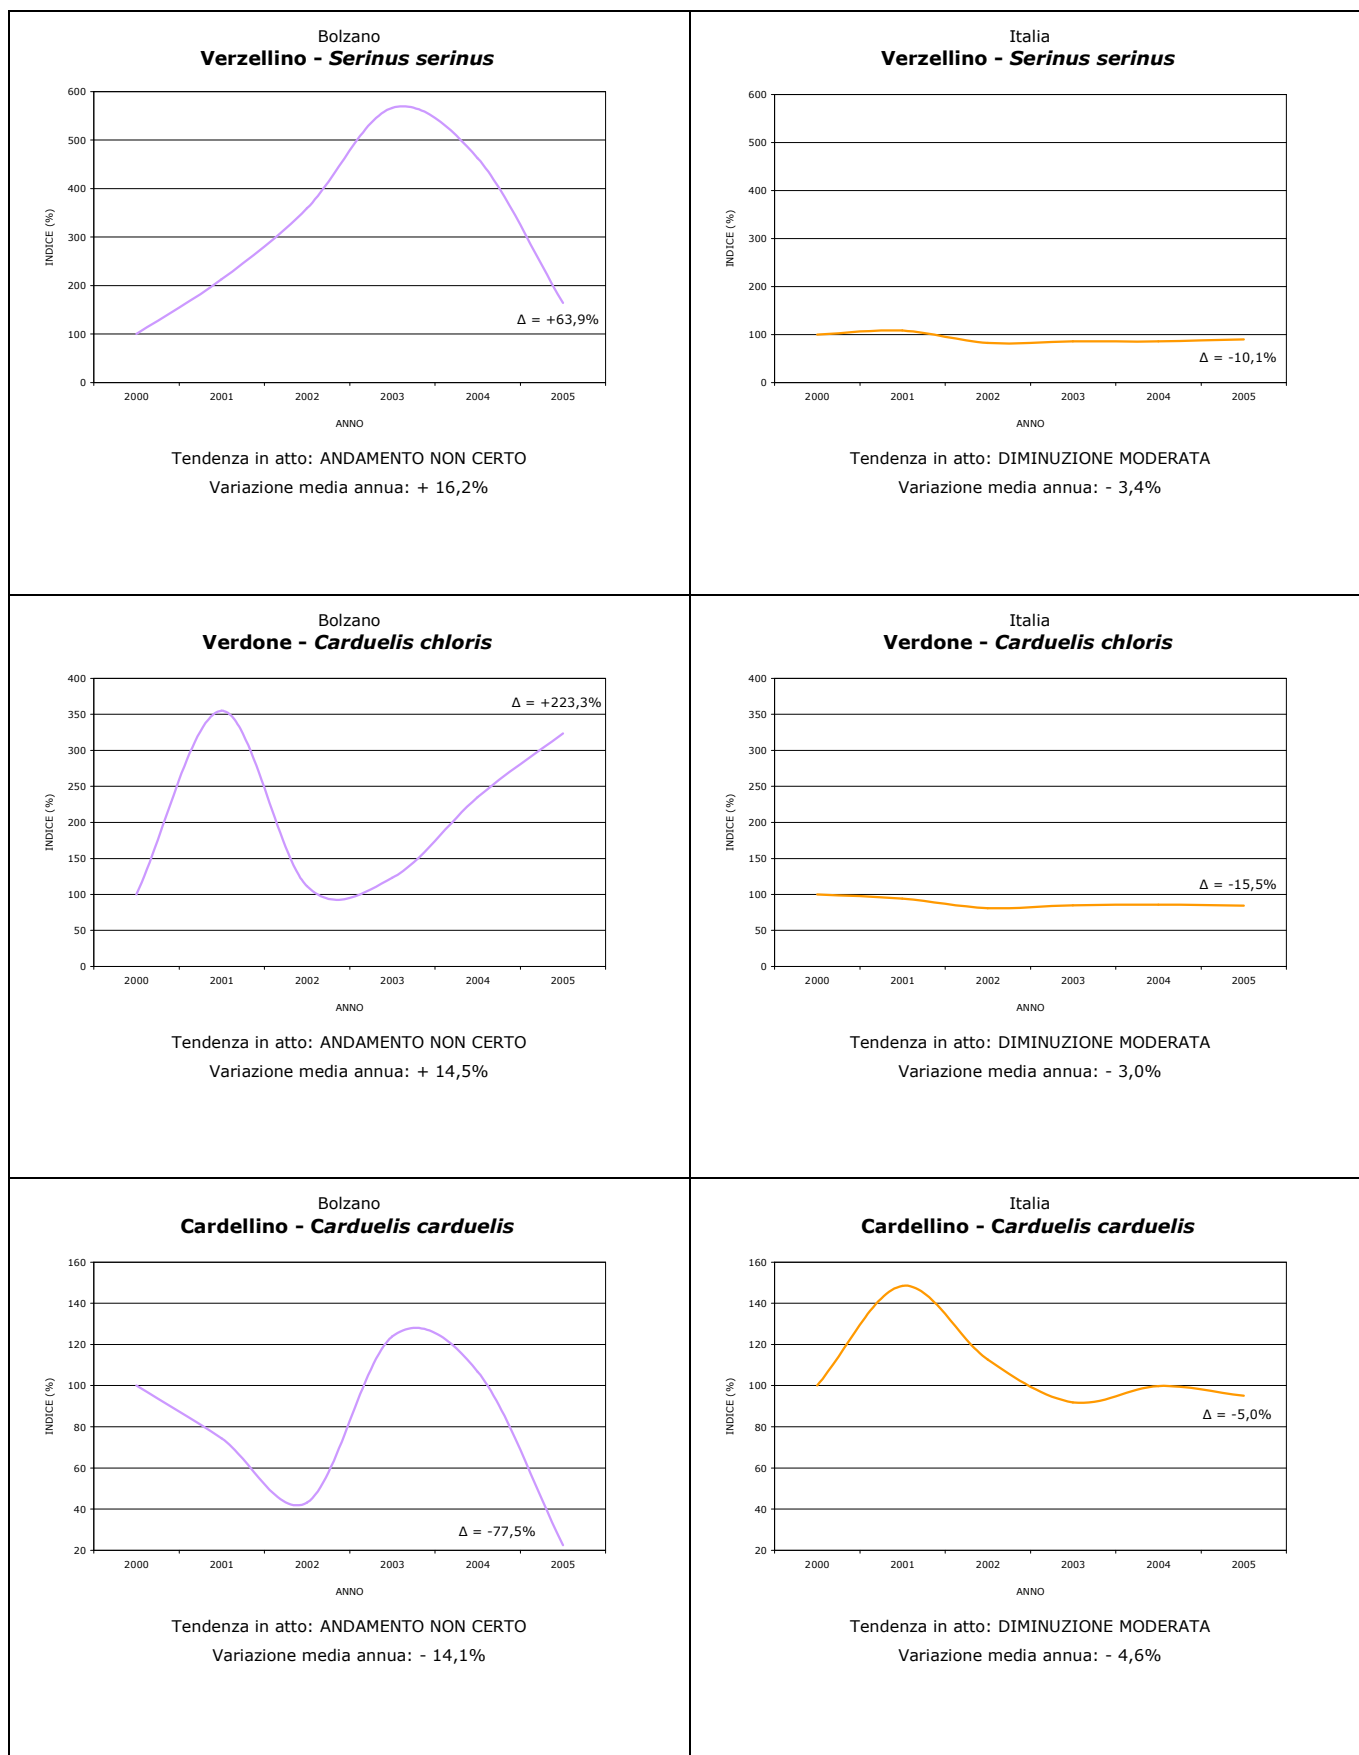 Bolzano
Verzellino - Serinus serinus
600
500
400
300
200
100
0
INDICE (%)
Δ = +63,9%
2000 2001 2002 2003 2004 2005
ANNO
Tendenza in atto: ANDAMENTO NON CERTO
Variazione media annua: + 16,2%
Italia
Verzellino - Serinus serinus
600
500
400
300
200
100
0
INDICE (%)
Δ = -10,1%
2000 2001 2002 2003 2004 2005
ANNO
Tendenza in atto: DIMINUZIONE MODERATA
Variazione media annua: - 3,4%
Bolzano
Verdone - Carduelis chloris
400
350
300
250
200
150
100
50
0
INDICE (%)
Δ = +223,3%
2000 2001 2002 2003 2004 2005
ANNO
Tendenza in atto: ANDAMENTO NON CERTO
Variazione media annua: + 14,5%
Italia
Verdone - Carduelis chloris
400
350
300
250
200
150
100
50
0
INDICE (%)
Δ = -15,5%
2000 2001 2002 2003 2004 2005
ANNO
Tendenza in atto: DIMINUZIONE MODERATA
Variazione media annua: - 3,0%
Bolzano
Cardellino - Carduelis carduelis
160
140
120
100
80
60
40
20
INDICE (%)
Δ = -77,5%
2000 2001 2002 2003 2004 2005
ANNO
Tendenza in atto: ANDAMENTO NON CERTO
Variazione media annua: - 14,1%
Italia
Cardellino - Carduelis carduelis
160
140
120
100
80
60
40
20
INDICE (%)
Δ = -5,0%
2000 2001 2002 2003 2004 2005
ANNO
Tendenza in atto: DIMINUZIONE MODERATA
Variazione media annua: - 4,6%